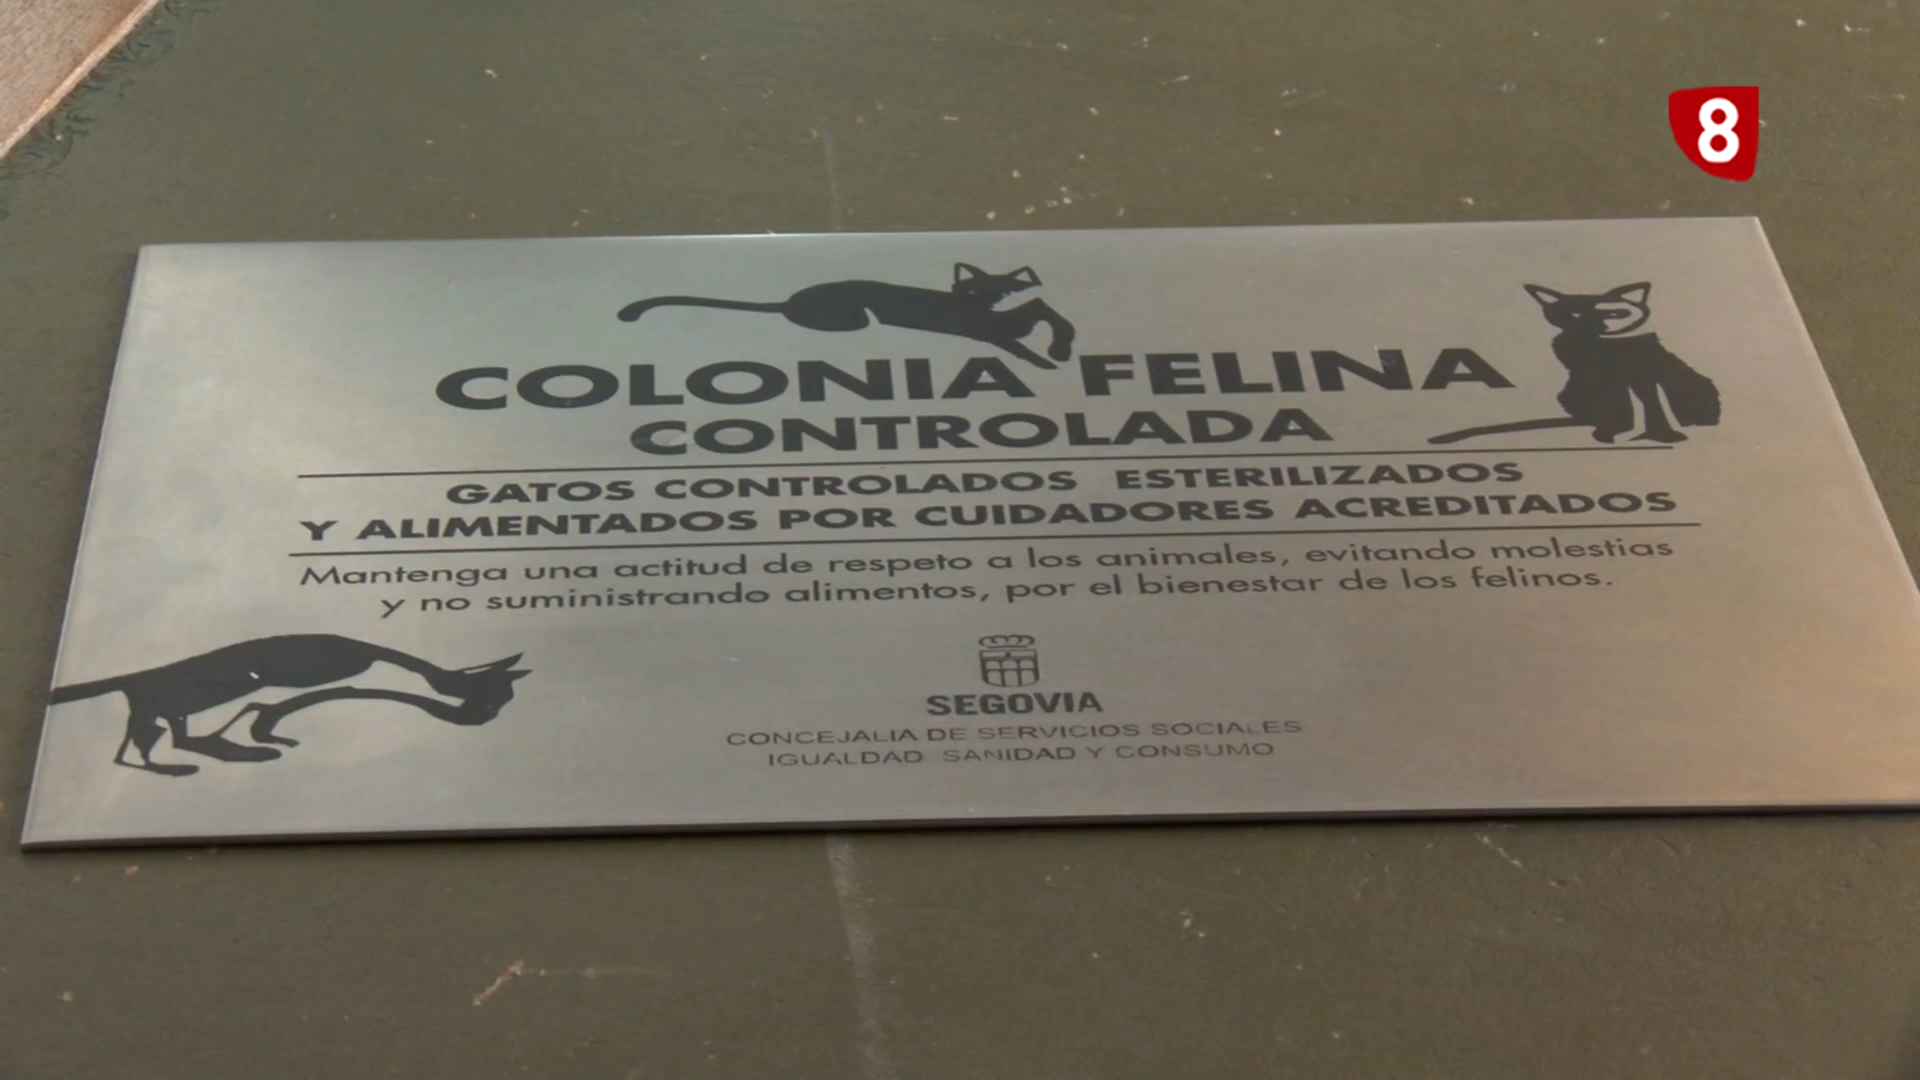 8
COLONIA FELINA
CONTROLADA
GATOS CONTROLADOS ESTERILIZADOS
Y ALIMENTADOS POR CUIDADORES ACREDITADOS
Mantenga una actitud de respeto a los animales, evitando molestias
y no suministrando alimentos, por el bienestar de los felinos.
SEGOVIA
CONCEJALIA DE SERVICIOS SOCIALES
IGUALDAD SANIDAD Y CONSUMO